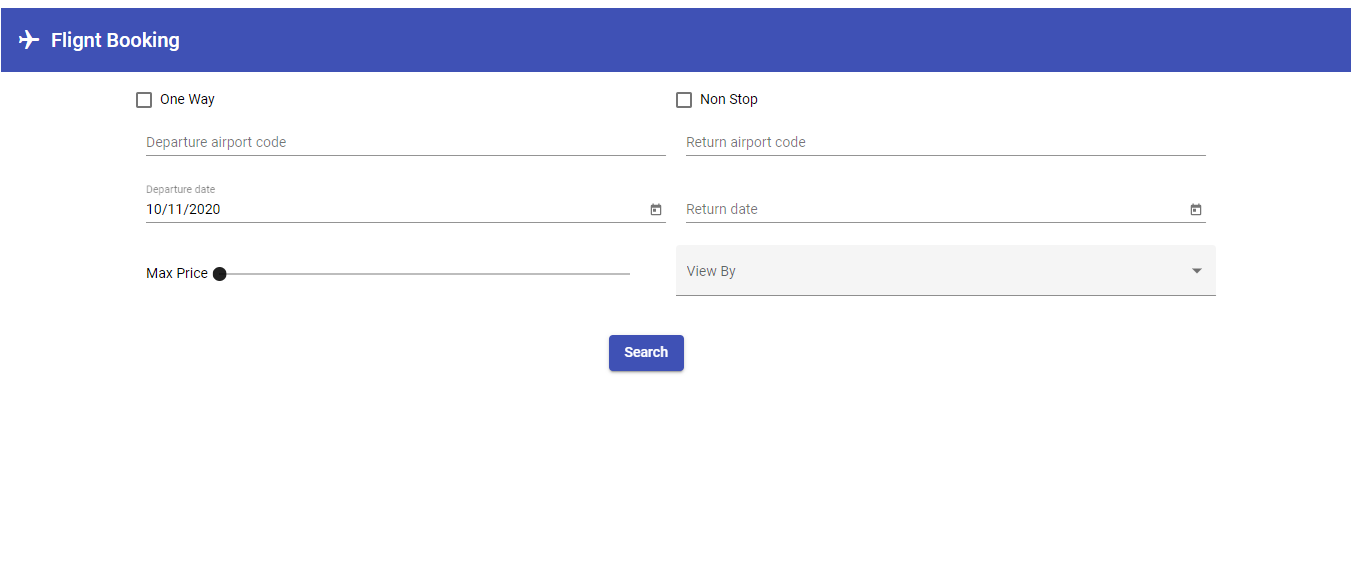 Flignt Booking
One Way
Non Stop
Departure airport code
Return airport code
Departure date
10/11/2020
Return date
Max Price
View By
Search